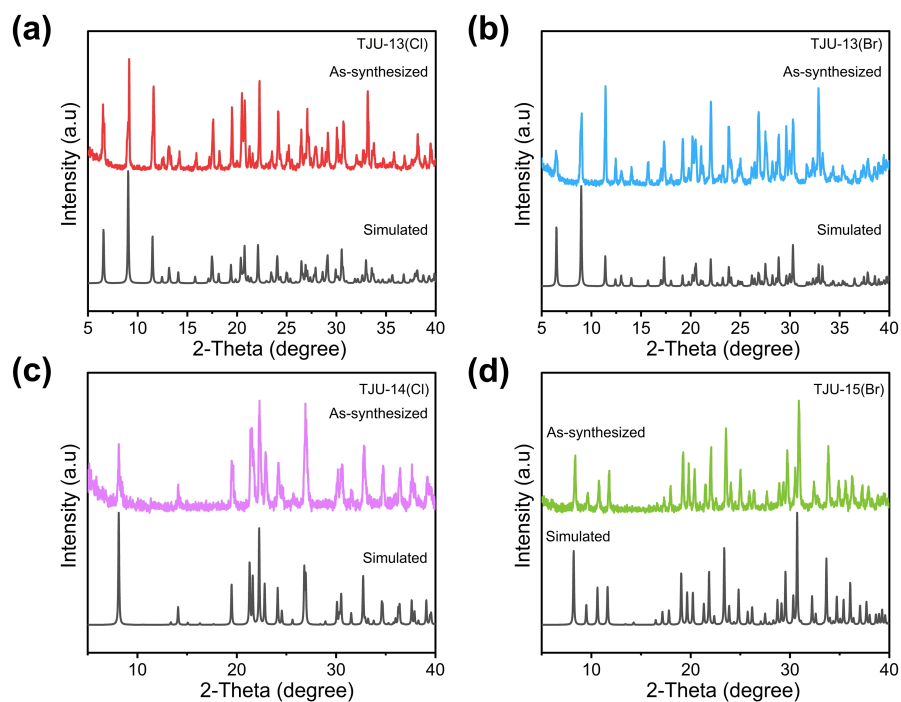 (a)
TJU-13(Cl)
As-synthesized
Simulated
Intensity (a.u)
5 10 15 20 25 30 35 40
2-Theta (degree)
(b)
TJU-13(Br)
As-synthesized
Simulated
Intensity (a.u)
5 10 15 20 25 30 35 40
2-Theta (degree)
(c)
TJU-14(Cl)
As-synthesized
Simulated
Intensity (a.u)
10 20 30 40
2-Theta (degree)
(d)
TJU-15(Br)
As-synthesized
Simulated
Intensity (a.u)
10 20 30 40
2-Theta (degree)